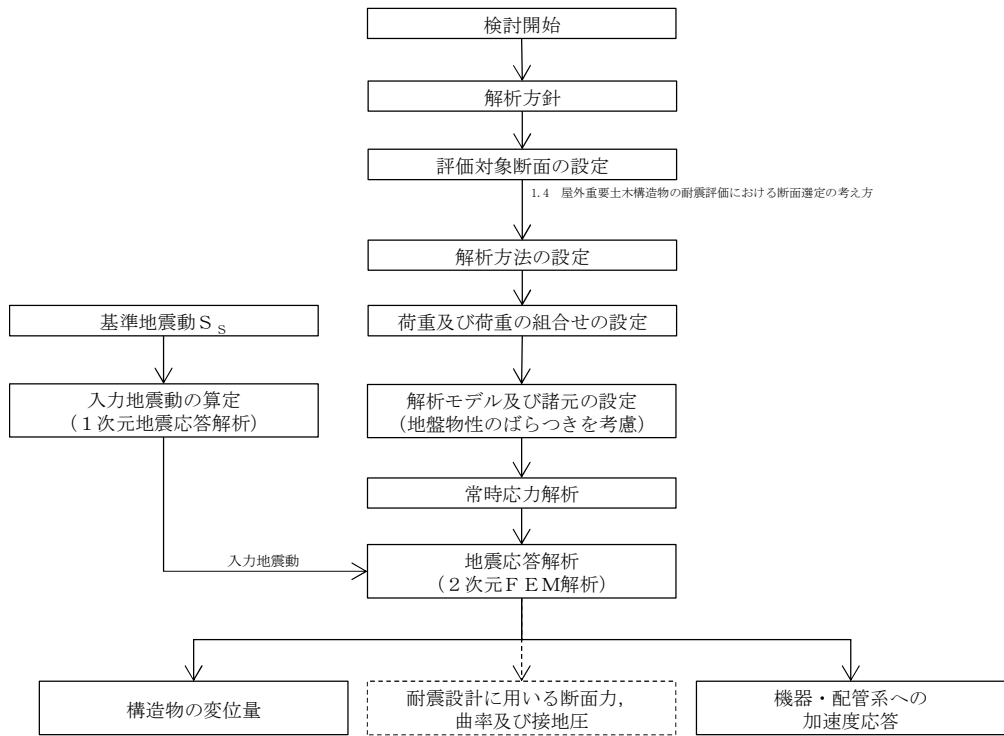 検討開始
解析方針
評価対象断面の設定
1.4 屋外重要土木構造物の耐震評価における断面選定の考え方
解析方法の設定
荷重及び荷重の組合せの設定
基準地震動Ss
入力地震動の算定
(1次元地震応答解析)
解析モデル及び諸元の設定
(地盤物性のばらつきを考慮)
常時応力解析
入力地震動
地震応答解析
(2次元FEM解析)
構造物の変位量
耐震設計に用いる断面力,
曲率及び接地圧
機器・配管系への
加速度応答